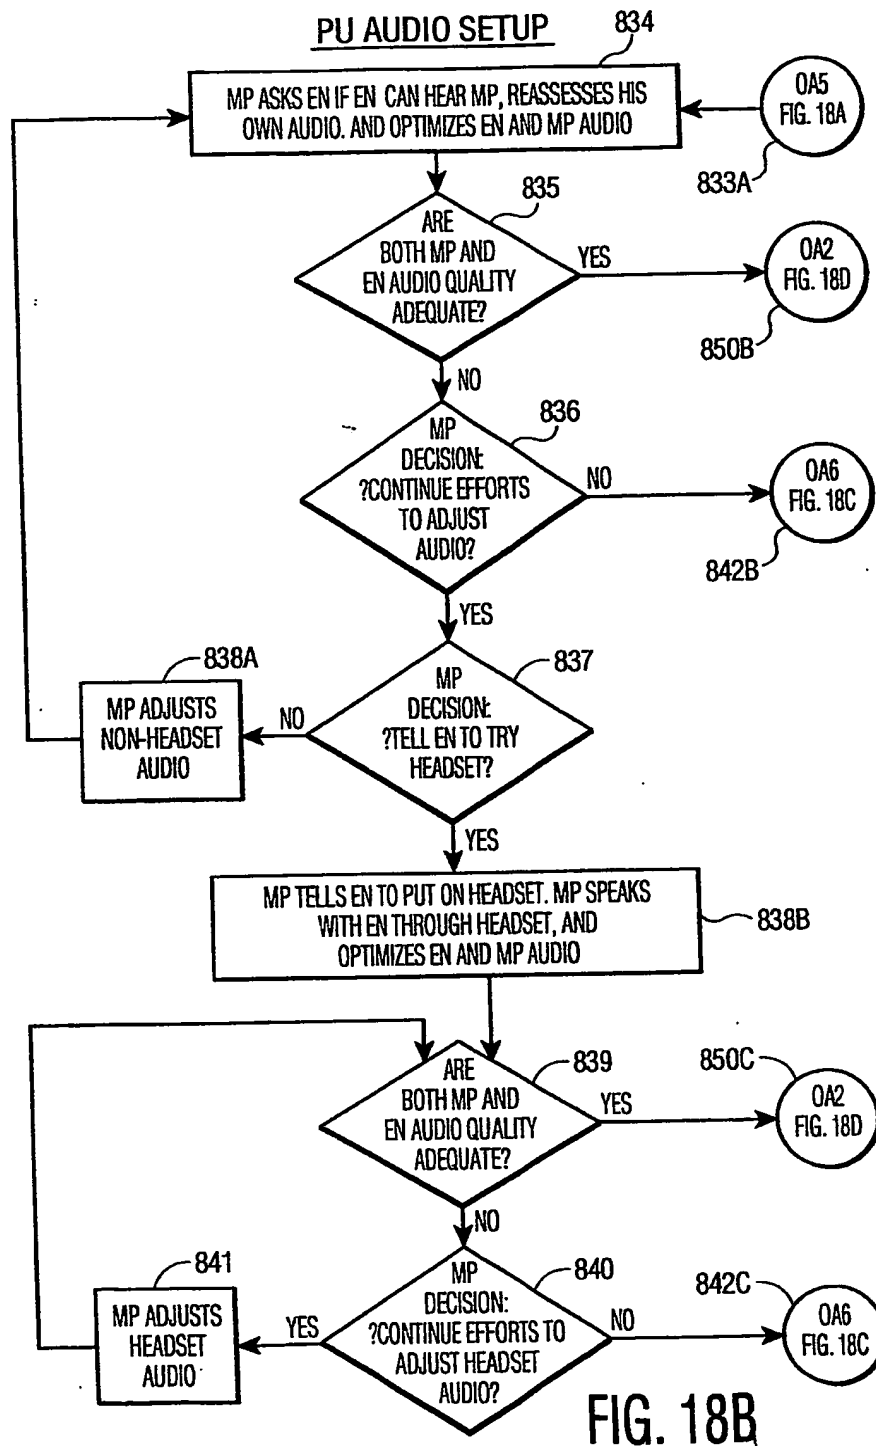 PU AUDIO SETUP
834
MP ASKS EN IF EN CAN HEAR MP, REASSESSES HIS
OWN AUDIO. AND OPTIMIZES EN AND MP AUDIO
OA5
FIG. 18A
833A
835
ARE
BOTH MP AND
EN AUDIO QUALITY
ADEQUATE?
YES
OA2
FIG. 18D
850B
NO
836
MP
DECISION:
?CONTINUE EFFORTS
TO ADJUST
AUDIO?
NO
OA6
FIG. 18C
842B
YES
837
MP
DECISION:
?TELL EN TO TRY
HEADSET?
NO
838A
MP ADJUSTS
NON-HEADSET
AUDIO
YES
MP TELLS EN TO PUT ON HEADSET. MP SPEAKS
WITH EN THROUGH HEADSET, AND
OPTIMIZES EN AND MP AUDIO
838B
839
ARE
BOTH MP AND
EN AUDIO QUALITY
ADEQUATE?
YES
850C
OA2
FIG. 18D
NO
840
MP
DECISION:
?CONTINUE EFFORTS TO
ADJUST HEADSET
AUDIO?
YES
841
MP ADJUSTS
HEADSET
AUDIO
NO
842C
OA6
FIG. 18C
FIG. 18B